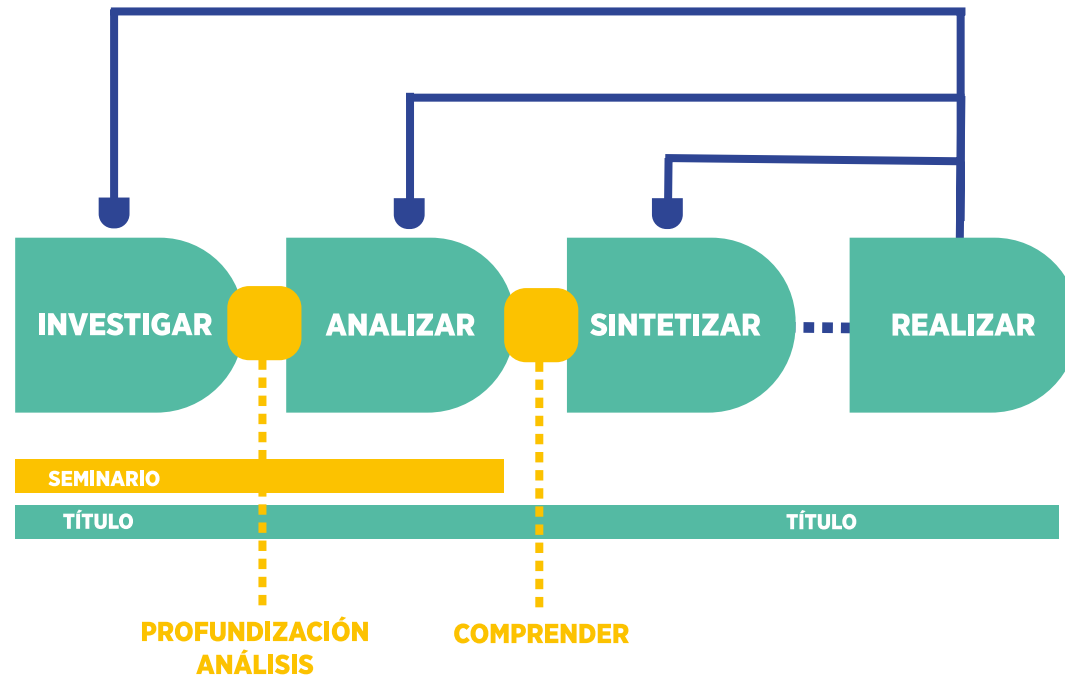 INVESTIGAR
ANALIZAR
SINTETIZAR
REALIZAR
SEMINARIO
TÍTULO
TÍTULO
PROFUNDIZACIÓN
ANÁLISIS
COMPRENDER